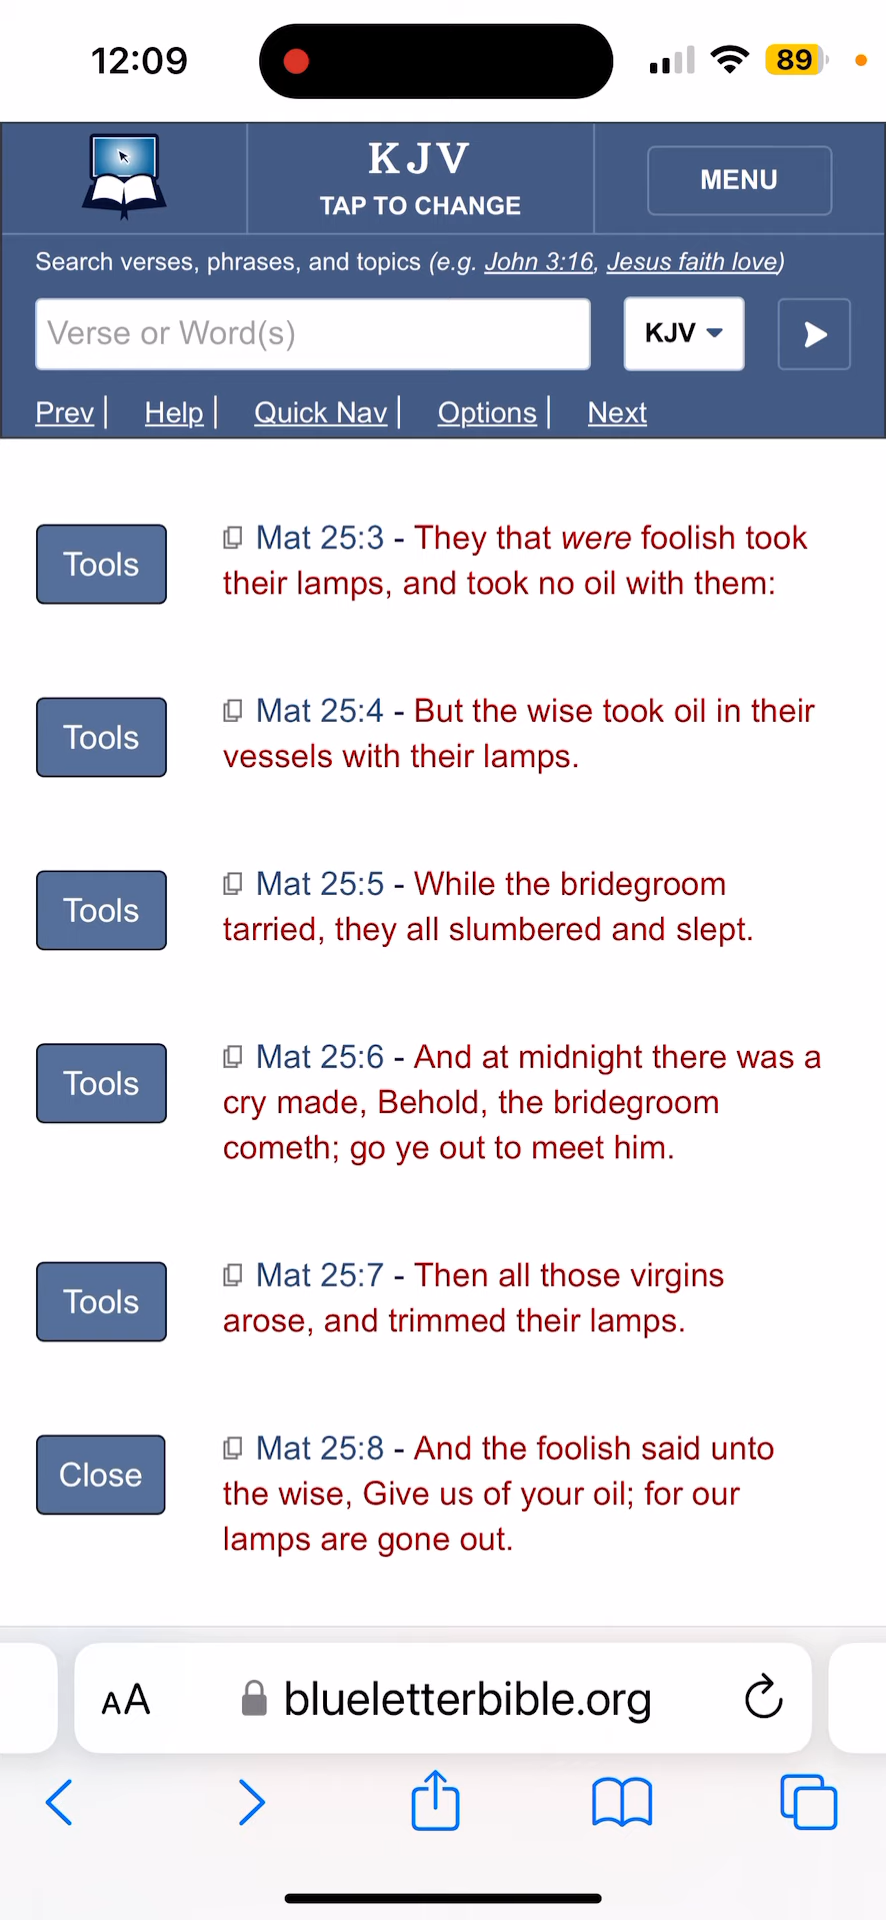 12:09
89
KJV
TAP TO CHANGE
MENU
Search verses, phrases, and topics (e.g. John 3:16, Jesus faith love)
Verse or Word(s)
KJV
Prev | Help | Quick Nav | Options | Next
Tools
Mat 25:3 - They that were foolish took
their lamps, and took no oil with them:
Tools
Mat 25:4 - But the wise took oil in their
vessels with their lamps.
Tools
Mat 25:5 - While the bridegroom
tarried, they all slumbered and slept.
Tools
Mat 25:6 - And at midnight there was a
cry made, Behold, the bridegroom
cometh; go ye out to meet him.
Tools
Mat 25:7 - Then all those virgins
arose, and trimmed their lamps.
Close
Mat 25:8 - And the foolish said unto
the wise, Give us of your oil; for our
lamps are gone out.
AA blueletterbible.org